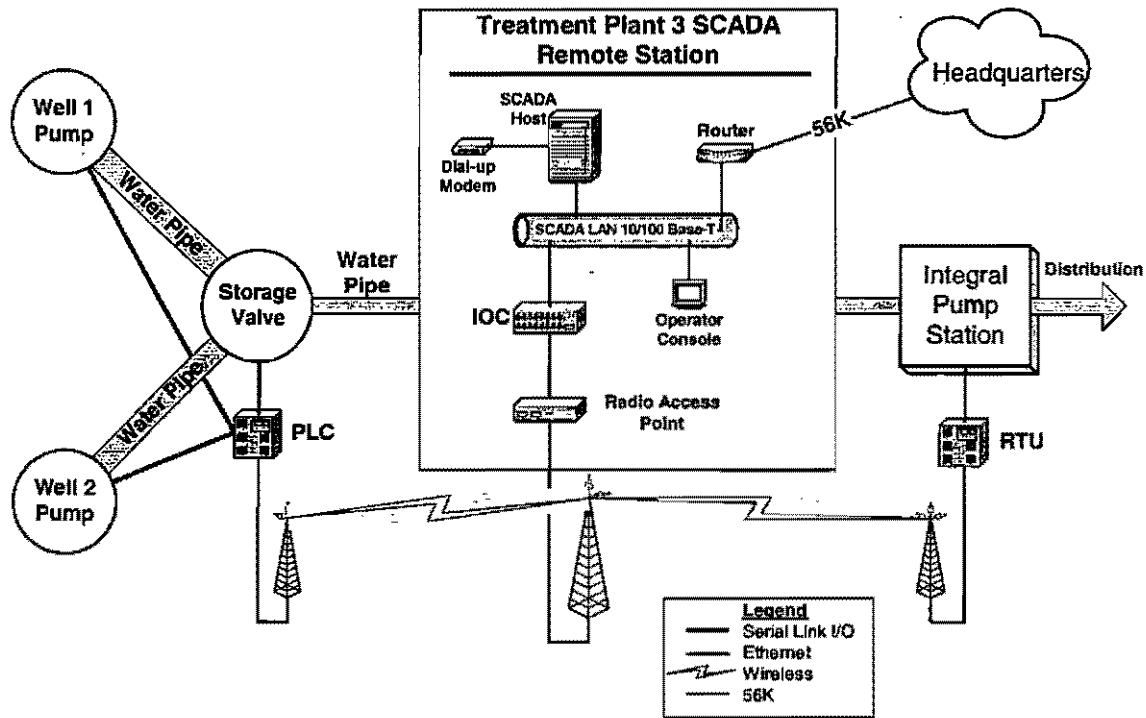 Treatment Plant 3 SCADA
Remote Station
Headquarters
Well 1
Pump
SCADA
Host
Dial-up
Modem
Router
56K
Water Pipe
SCADA LAN 10/100 Base-T
Water
Pipe
Storage
Valve
IOC
Operator
Console
Integral
Pump
Station
Distribution
Water Pipe
PLC
Radio Access
Point
RTU
Well 2
Pump
Legend
Serial Link I/O
Ethernet
Wireless
56K